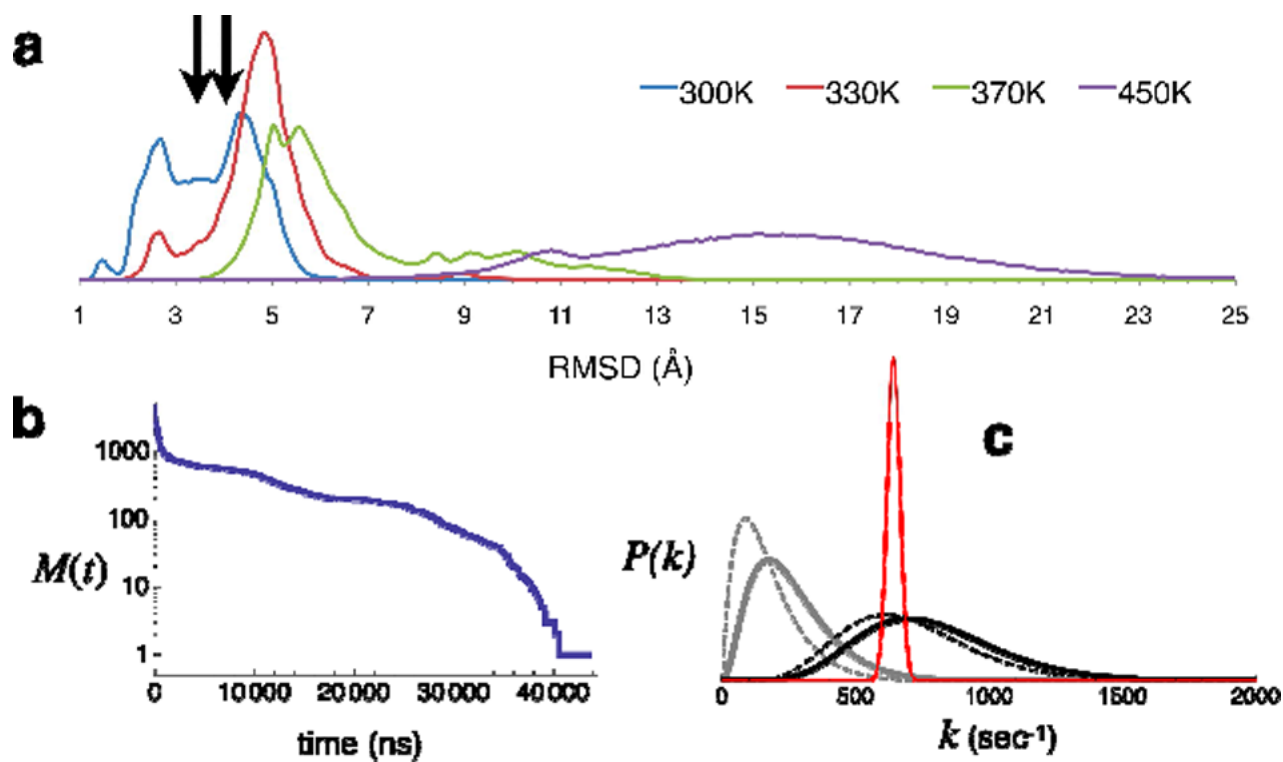 a
300K 330K 370K 450K
1 3 5 7 9 11 13 15 17 19 21 23 25
RMSD (Å)
b
1000
100
M(t)
10
1
0 10000 20000 30000 40000
time (ns)
c
P(k)
0 500 1000 1500 2000
k (sec-1)